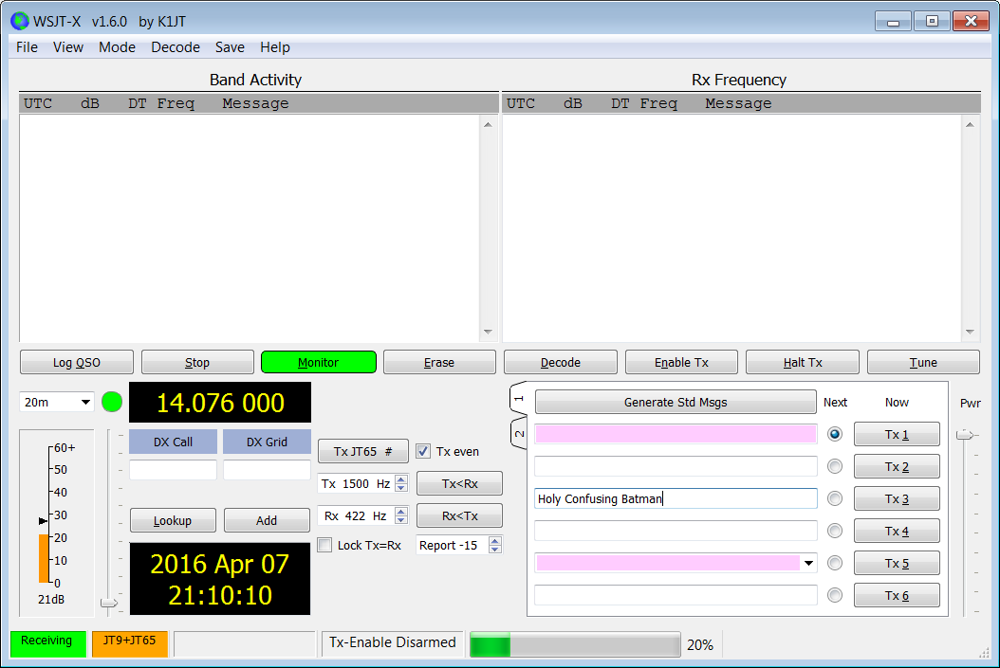 WSJT-X v1.6.0 by K1JT
File View Mode Decode Save Help
Band Activity
UTC dB DT Freq Message
Rx Frequency
UTC dB DT Freq Message
Log QSO Stop Monitor Erase Decode Enable Tx Halt Tx Tune
20m
14.076 000
DX Call DX Grid
Lookup Add
2016 Apr 07
21:10:10
60+
50
40
30
20
10
0
21dB
Tx JT65 #
Tx even
Tx 1500 Hz
Tx<Rx
Rx 422 Hz
Rx<Tx
Lock Tx=Rx
Report -15
1
2
Generate Std Msgs
Next
Now
Pwr
Tx 1
Tx 2
Holy Confusing Batman
Tx 3
Tx 4
Tx 5
Tx 6
Receiving
JT9+JT65
Tx-Enable Disarmed
20%